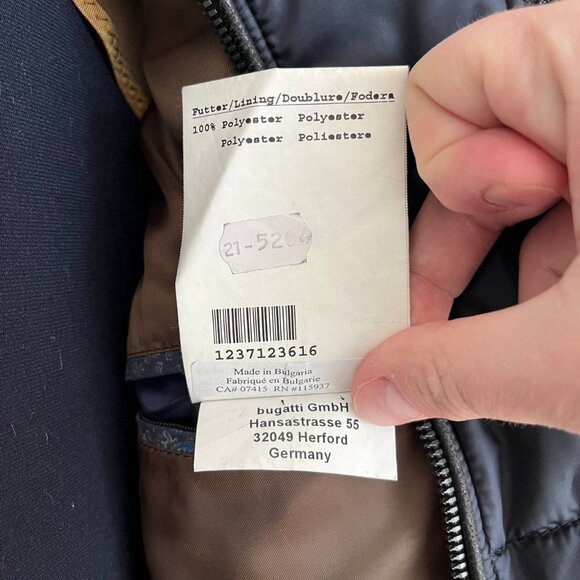 Futter/Lining/Doublure/Fodera
100% Polyester Polyester
Polyester Poliestere
21-5204
1237123616
Made in Bulgaria
Fabriqué en Bulgarie
CA# 07415 RN #115937
bugatti GmbH
Hansastrasse 55
32049 Herford
Germany